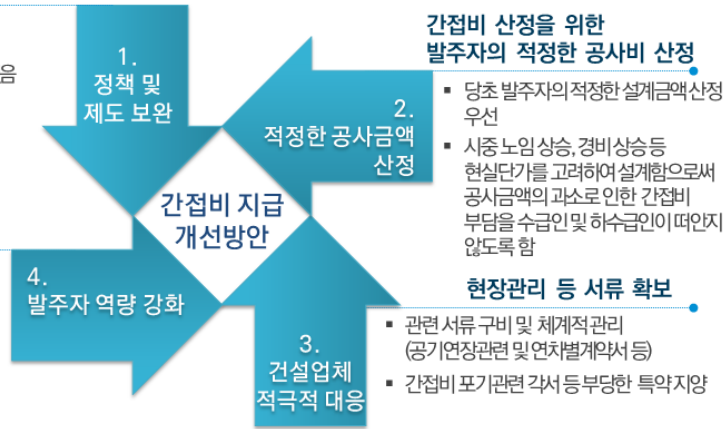 음
1.
정책 및
제도 보완
2.
적정한 공사금액
산정
간접비 지급
개선방안
4.
발주자 역량 강화
3.
건설업체
적극적 대응
간접비 산정을 위한
발주자의 적정한 공사비 산정
▪ 당초 발주자의 적정한 설계금액 산정
우선
▪ 시중 노임 상승, 경비 상승 등
현실단가를 고려하여 설계함으로써
공사금액의 과소로 인한 간접비
부담을 수급인 및 하수급인이 떠안지
않도록 함
현장관리 등 서류 확보
▪ 관련 서류 구비 및 체계적 관리
(공기연장관련 및 연차별계약서 등)
▪ 간접비 포기관련 각서 등 부당한 특약 지양